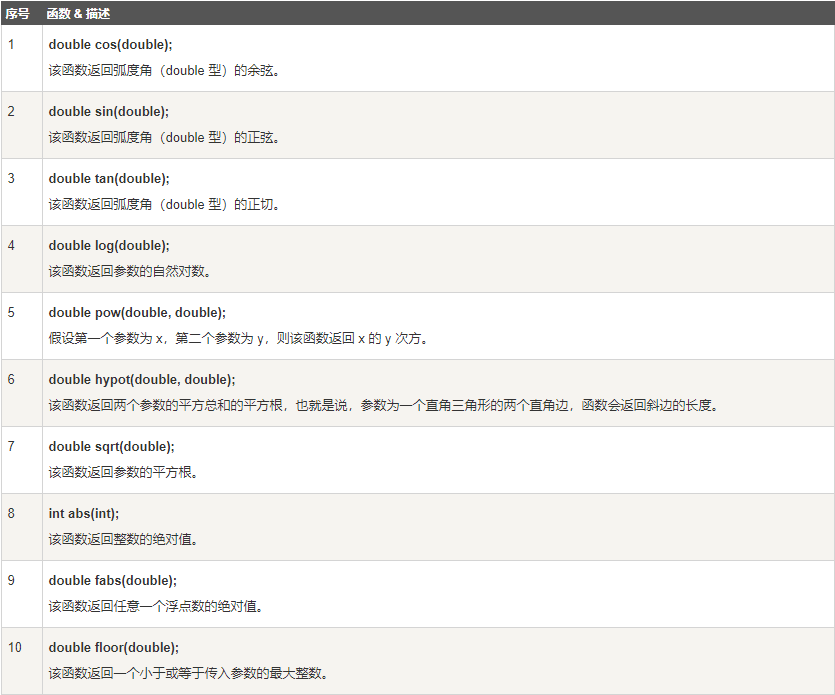 序号 函数 & 描述
1 double cos(double);
该函数返回弧度角（double 型）的余弦。
2 double sin(double);
该函数返回弧度角（double 型）的正弦。
3 double tan(double);
该函数返回弧度角（double 型）的正切。
4 double log(double);
该函数返回参数的自然对数。
5 double pow(double, double);
假设第一个参数为 x，第二个参数为 y，则该函数返回 x 的 y 次方。
6 double hypot(double, double);
该函数返回两个参数的平方总和的平方根，也就是说，参数为一个直角三角形的两个直角边，函数会返回斜边的长度。
7 double sqrt(double);
该函数返回参数的平方根。
8 int abs(int);
该函数返回整数的绝对值。
9 double fabs(double);
该函数返回任意一个浮点数的绝对值。
10 double floor(double);
该函数返回一个小于或等于传入参数的最大整数。